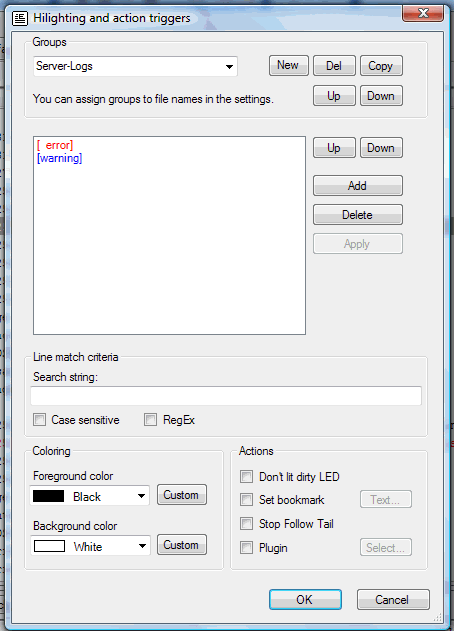 Hilighting and action triggers
Groups
Server-Logs
New
Del
Copy
You can assign groups to file names in the settings.
Up
Down
[  error]
[warning]
Up
Down
Add
Delete
Apply
Line match criteria
Search string:
Case sensitive
RegEx
Coloring
Foreground color
Black
Custom
Background color
White
Custom
Actions
Don't lit dirty LED
Set bookmark
Text...
Stop Follow Tail
Plugin
Select...
OK
Cancel